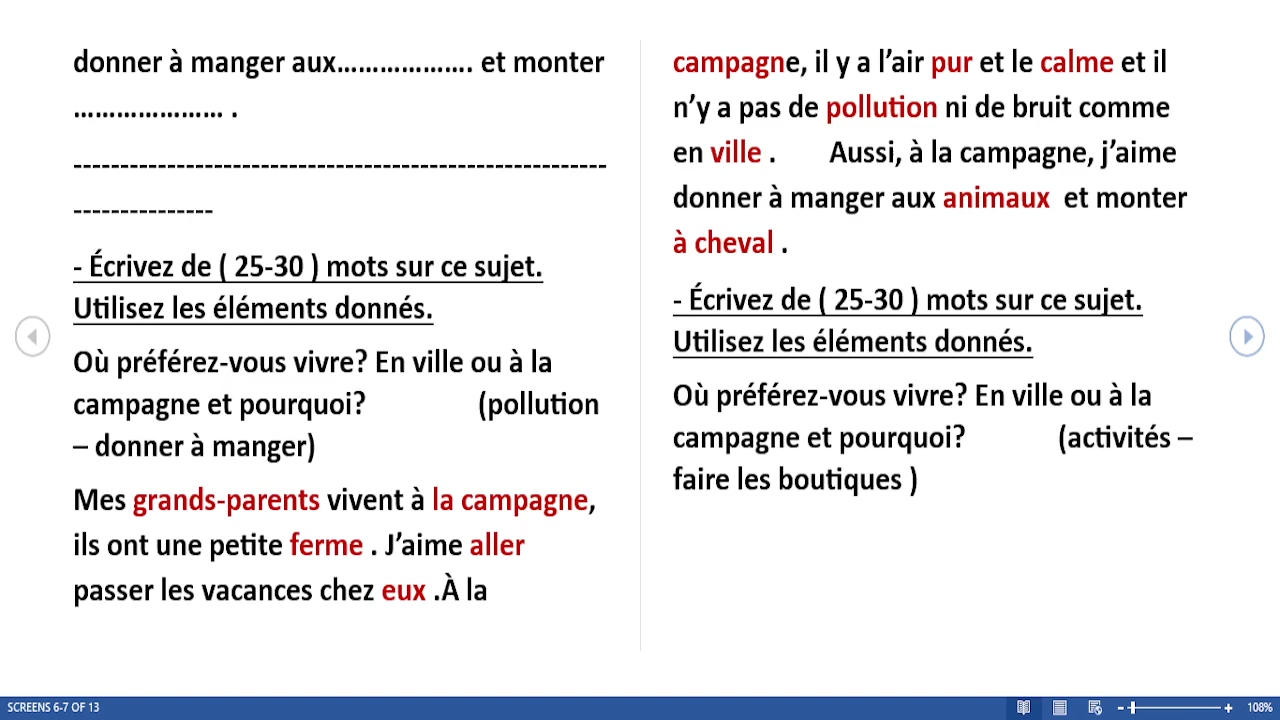 donner à manger aux………………. et monter
………………… .
---------------------------------------------------------
---------------
- Écrivez de ( 25-30 ) mots sur ce sujet.
Utilisez les éléments donnés.
Où préférez-vous vivre? En ville ou à la
campagne et pourquoi? (pollution
– donner à manger)
Mes grands-parents vivent à la campagne,
ils ont une petite ferme . J’aime aller
passer les vacances chez eux .À la
campagne, il y a l’air pur et le calme et il
n’y a pas de pollution ni de bruit comme
en ville . Aussi, à la campagne, j’aime
donner à manger aux animaux et monter
à cheval .
- Écrivez de ( 25-30 ) mots sur ce sujet.
Utilisez les éléments donnés.
Où préférez-vous vivre? En ville ou à la
campagne et pourquoi? (activités –
faire les boutiques )
SCREENS 6-7 OF 13
108%